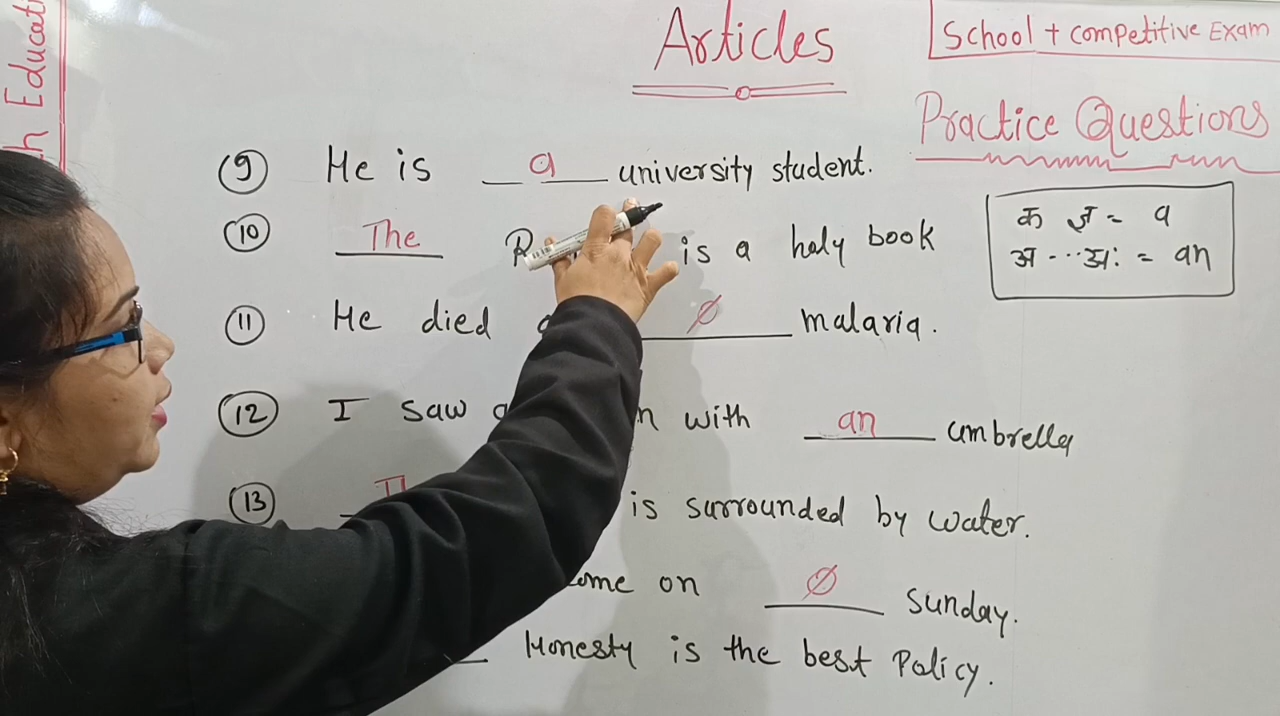 Educat
Articles
School + competitive Exam
Practice Questions
(9) He is a university student.
(10) The is a holy book
(11) He died ø malaria.
(12) I saw with an umbrella
(13) is surrounded by water.
on ø sunday.
Honesty is the best Policy.
क ज्ञ = a
अ ... अः = an